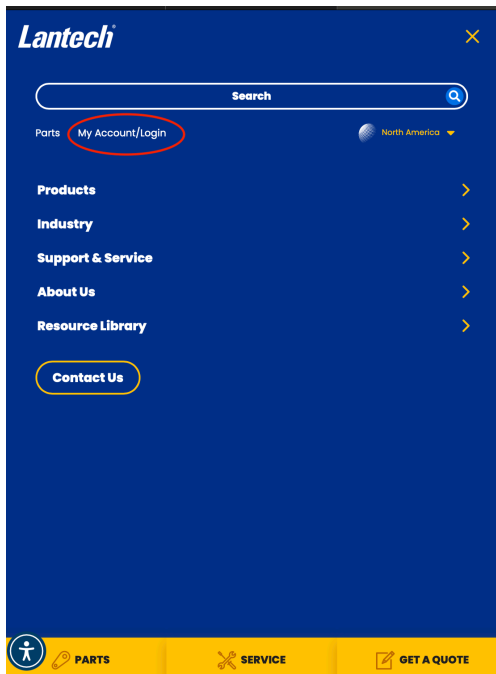 Lantech®
Search
Parts My Account/Login North America
Products
Industry
Support & Service
About Us
Resource Library
Contact Us
PARTS SERVICE GET A QUOTE